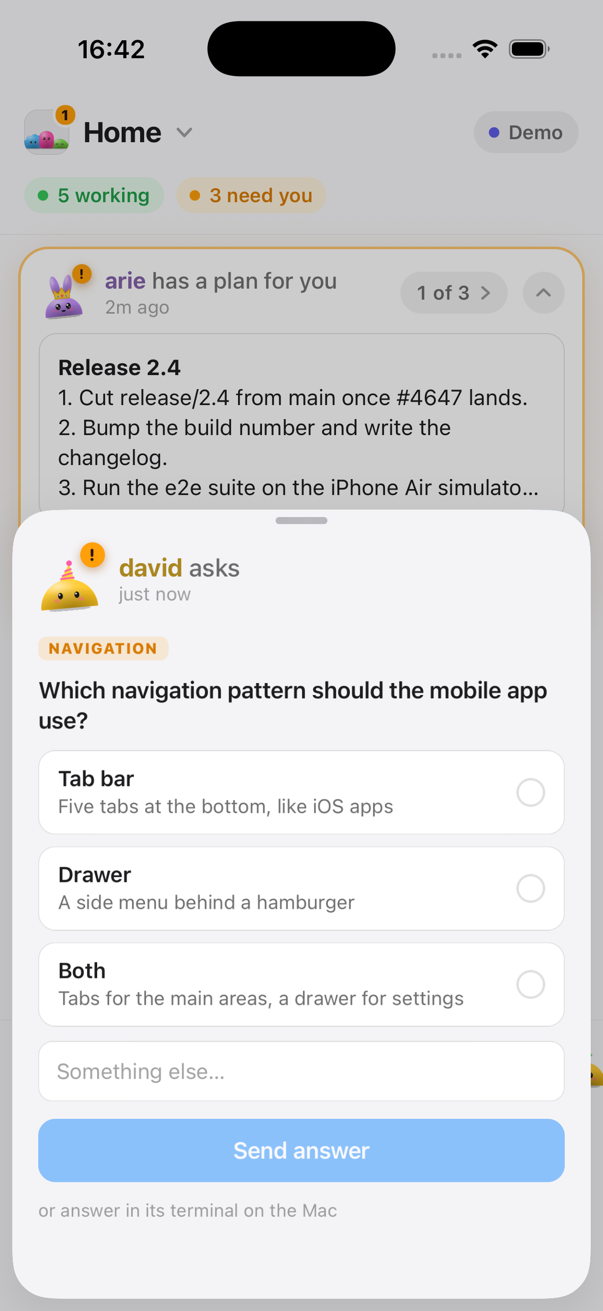 16:42
1
Home
Demo
5 working
3 need you
!
arie has a plan for you
2m ago
1 of 3
Release 2.4
1. Cut release/2.4 from main once #4647 lands.
2. Bump the build number and write the
changelog.
3. Run the e2e suite on the iPhone Air simulato...
!
david asks
just now
NAVIGATION
Which navigation pattern should the mobile app
use?
Tab bar
Five tabs at the bottom, like iOS apps
Drawer
A side menu behind a hamburger
Both
Tabs for the main areas, a drawer for settings
Something else...
Send answer
or answer in its terminal on the Mac